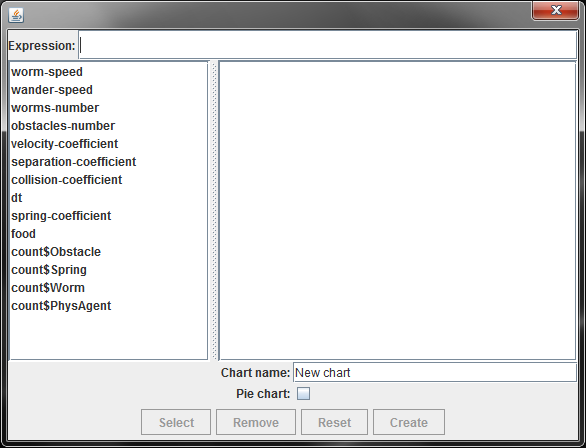 Expression:
worm-speed
wander-speed
worms-number
obstacles-number
velocity-coefficient
separation-coefficient
collision-coefficient
dt
spring-coefficient
food
count$Obstacle
count$Spring
count$Worm
count$PhysAgent
Chart name: New chart
Pie chart:
Select Remove Reset Create